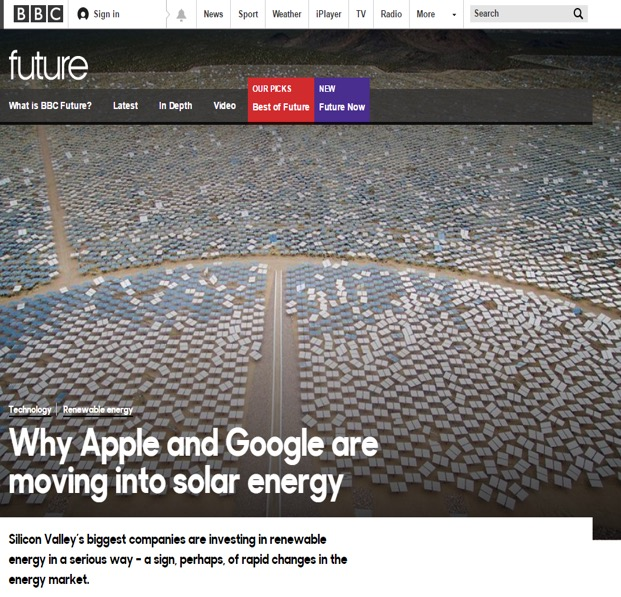 BBC Sign in News Sport Weather iPlayer TV Radio More Search
future
What is BBC Future? Latest In Depth Video OUR PICKS Best of Future NEW Future Now
Technology Renewable energy
Why Apple and Google are
moving into solar energy
Silicon Valley's biggest companies are investing in renewable
energy in a serious way – a sign, perhaps, of rapid changes in the
energy market.